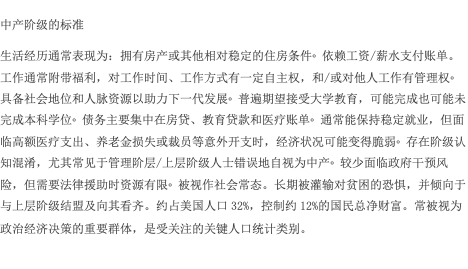 中产阶级的标准
生活经历通常表现为：拥有房产或其他相对稳定的住房条件。依赖工资/薪水支付账单。
工作通常附带福利，对工作时间、工作方式有一定自主权，和/或对他人工作有管理权。
具备社会地位和人脉资源以助力下一代发展。普遍期望接受大学教育，可能完成也可能未
完成本科学位。债务主要集中在房贷、教育贷款和医疗账单。通常能保持稳定就业，但面
临高额医疗支出、养老金损失或裁员等意外开支时，经济状况可能变得脆弱。存在阶级认
知混淆，尤其常见于管理阶层/上层阶级人士错误地自视为中产。较少面临政府干预风
险，但需要法律援助时资源有限。被视作社会常态。长期被灌输对贫困的恐惧，并倾向于
与上层阶级结盟及向其看齐。约占美国人口 32%，控制约 12%的国民总净财富。常被视为
政治经济决策的重要群体，是受关注的关键人口统计类别。